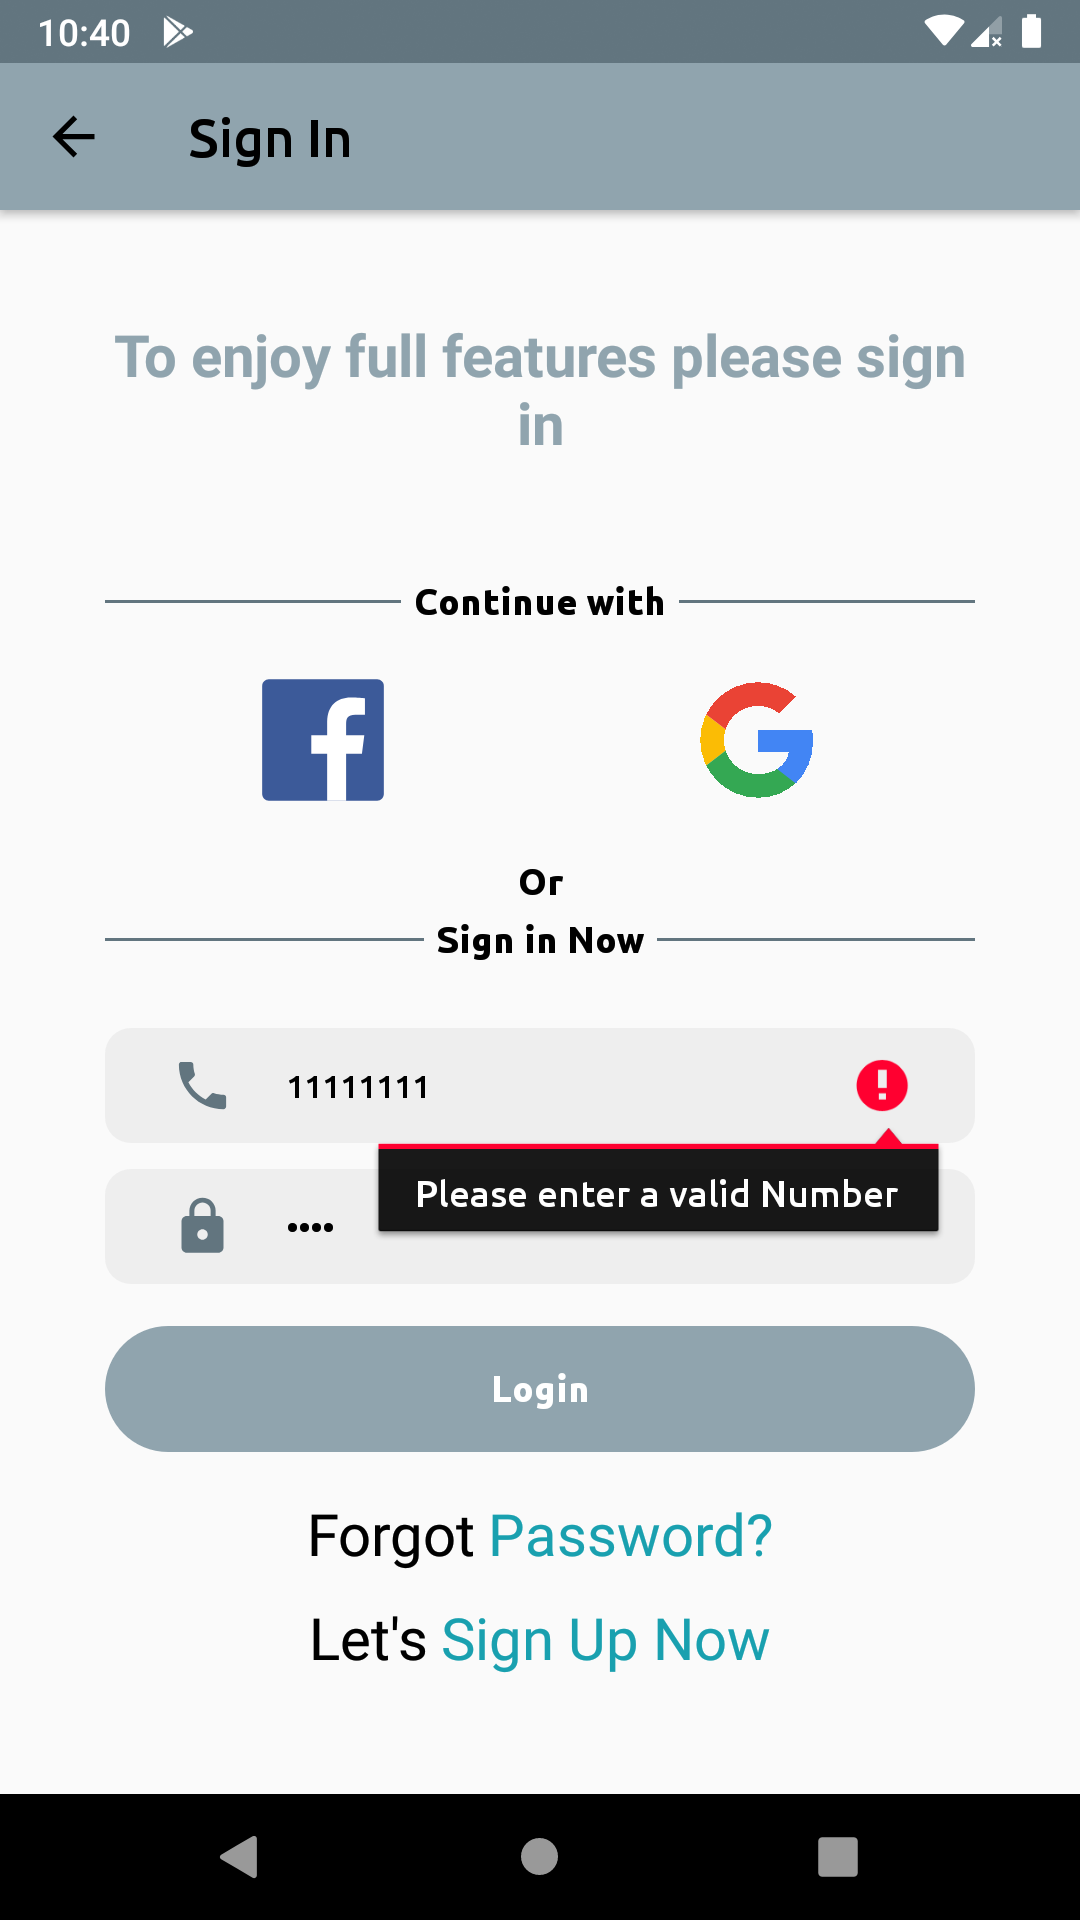 10:40
Sign In
To enjoy full features please sign
in
Continue with
Or
Sign in Now
11111111
Please enter a valid Number
••••
Login
Forgot Password?
Let's Sign Up Now